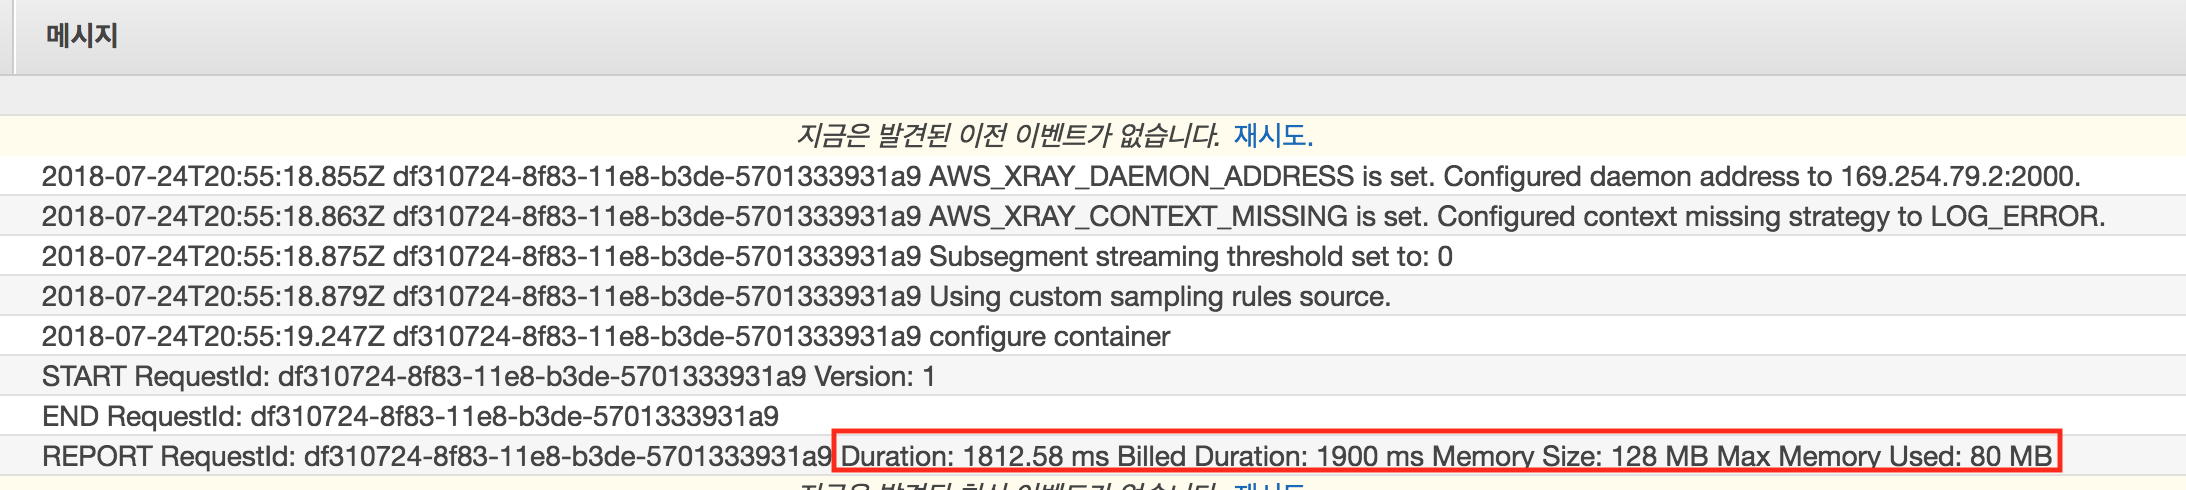 메시지
지금은 발견된 이전 이벤트가 없습니다. 재시도.
2018-07-24T20:55:18.855Z df310724-8f83-11e8-b3de-5701333931a9 AWS_XRAY_DAEMON_ADDRESS is set. Configured daemon address to 169.254.79.2:2000.
2018-07-24T20:55:18.863Z df310724-8f83-11e8-b3de-5701333931a9 AWS_XRAY_CONTEXT_MISSING is set. Configured context missing strategy to LOG_ERROR.
2018-07-24T20:55:18.875Z df310724-8f83-11e8-b3de-5701333931a9 Subsegment streaming threshold set to: 0
2018-07-24T20:55:18.879Z df310724-8f83-11e8-b3de-5701333931a9 Using custom sampling rules source.
2018-07-24T20:55:19.247Z df310724-8f83-11e8-b3de-5701333931a9 configure container
START RequestId: df310724-8f83-11e8-b3de-5701333931a9 Version: 1
END RequestId: df310724-8f83-11e8-b3de-5701333931a9
REPORT RequestId: df310724-8f83-11e8-b3de-5701333931a9 Duration: 1812.58 ms Billed Duration: 1900 ms Memory Size: 128 MB Max Memory Used: 80 MB